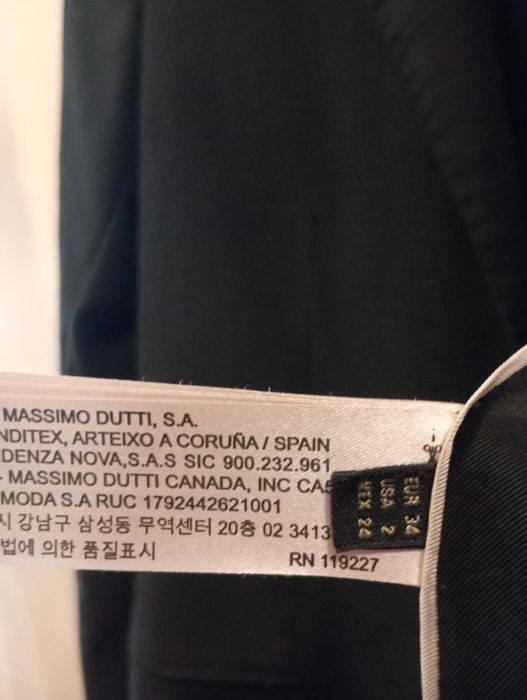 MASSIMO DUTTI, S.A.
NDITEX, ARTEIXO A CORUÑA / SPAIN
DENZA NOVA,S.A.S SIC 900.232.961
- MASSIMO DUTTI CANADA, INC CA5
MODA S.A RUC 1792442621001
시 강남구 삼성동 무역센터 20층 02 3413
법에 의한 품질표시
RN 119227
EUR 34
USA 2
MEX 24